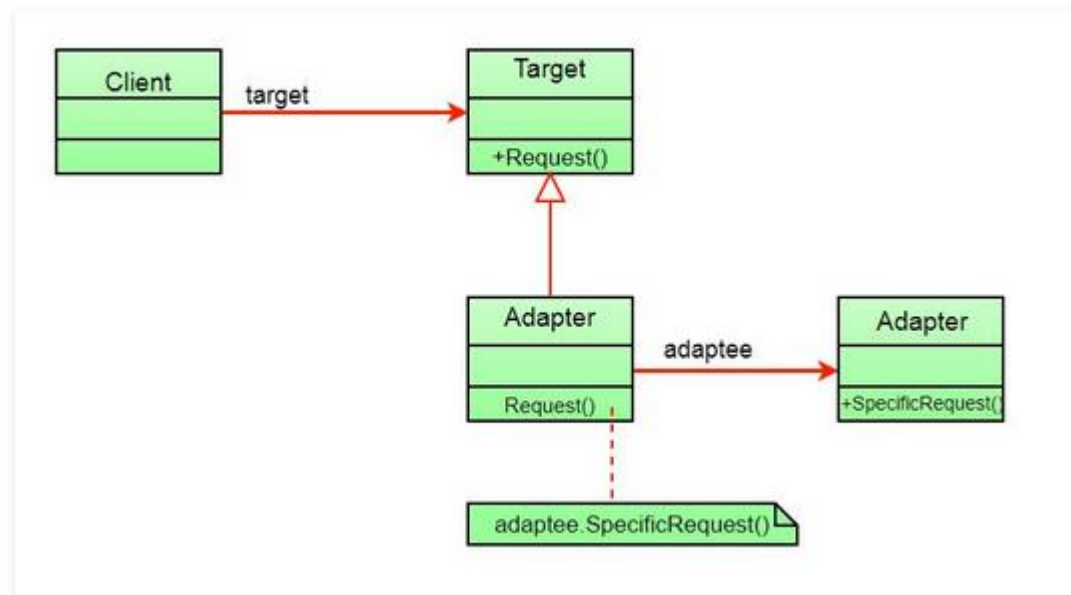 Client
target
Target
+Request()
Adapter
adaptee
Adapter
Request()
+SpecificRequest()
adaptee.SpecificRequest()